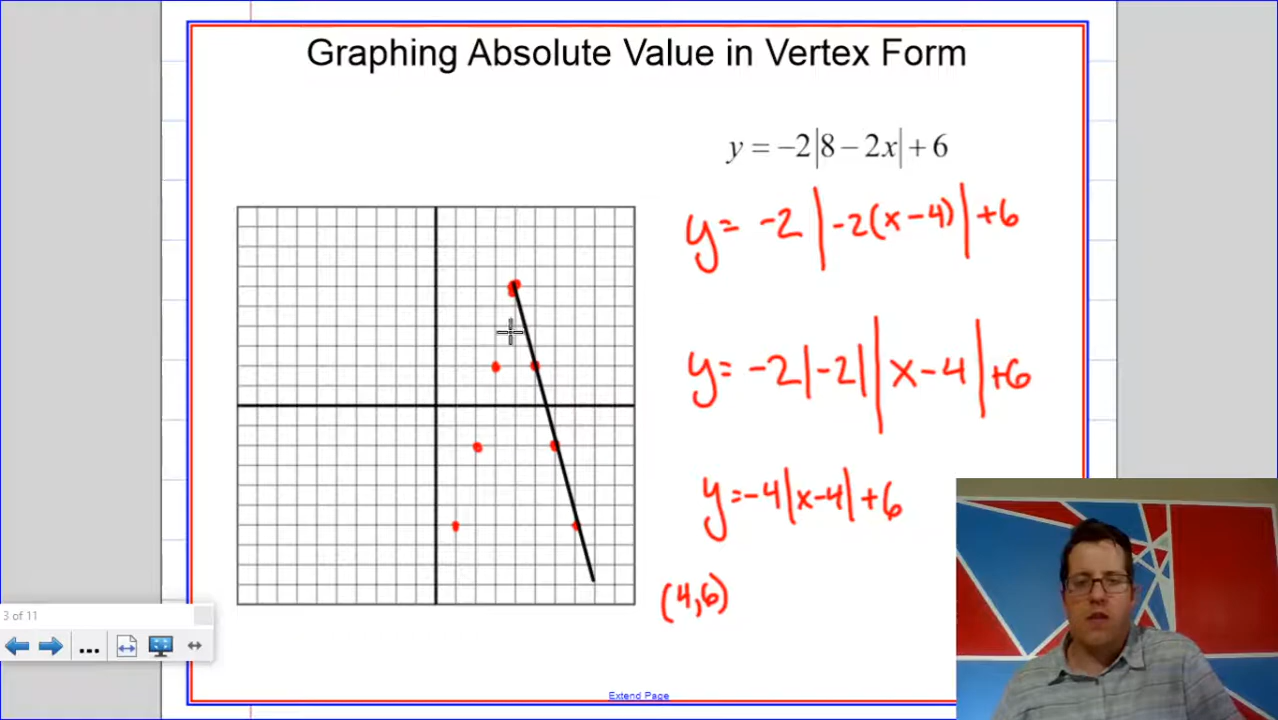 Graphing Absolute Value in Vertex Form
y = −2|8 − 2x| + 6
y = -2 |-2(x-4)| +6
y = -2|-2||x-4| +6
y = -4|x-4| +6
(4,6)
3 of 11
...
Extend Page